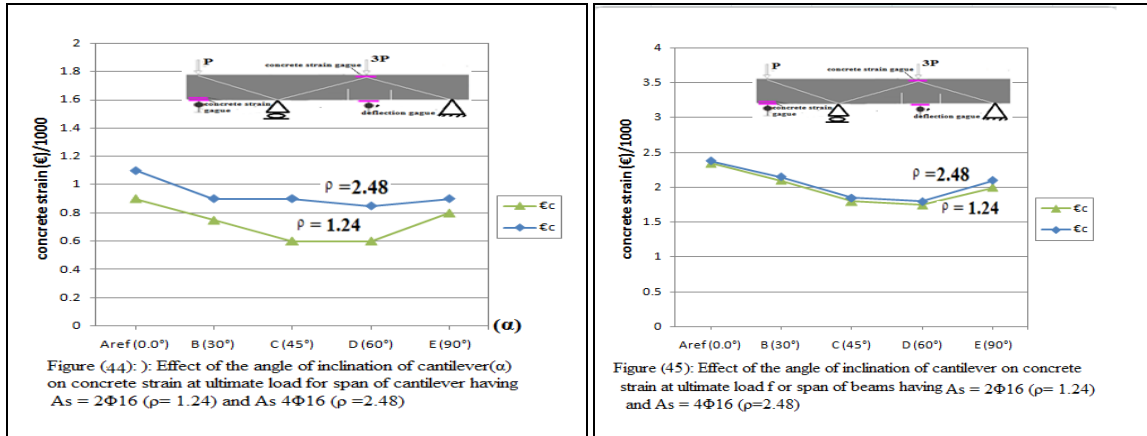 2
1.8
1.6
1.4
1.2
1
0.8
0.6
0.4
0.2
0
concrete strain (€)/1000
P
concrete strain gague
3P
concrete strain
gague
deflection gague
ρ =2.48
ρ = 1.24
€c
€c
Aref (0.0°) B (30°) C (45°) D (60°) E (90°)
(α)
Figure (44): ): Effect of the angle of inclination of cantilever(α)
on concrete strain at ultimate load for span of cantilever having
As = 2Φ16 (ρ= 1.24) and As 4Φ16 (ρ =2.48)
4
3.5
3
2.5
2
1.5
1
0.5
0
concrete strain (€)/1000
P
concrete strain gague
3P
concrete strain
gague
deflection gague
ρ =2.48
ρ = 1.24
€c
€c
Aref (0.0°) B (30°) C (45°) D (60°) E (90°)
Figure (45): Effect of the angle of inclination of cantilever on concrete
strain at ultimate load f or span of beams having As = 2Φ16 (ρ= 1.24)
and As = 4Φ16 (ρ=2.48)